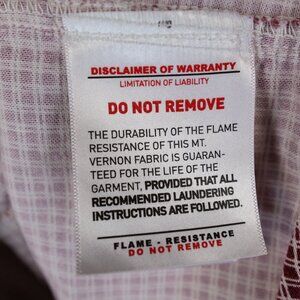 DISCLAIMER OF WARRANTY
LIMITATION OF LIABILITY
DO NOT REMOVE
THE DURABILITY OF THE FLAME
RESISTANCE OF THIS MT.
VERNON FABRIC IS GUARAN-
TEED FOR THE LIFE OF THE
GARMENT, PROVIDED THAT ALL
RECOMMENDED LAUNDERING
INSTRUCTIONS ARE FOLLOWED.
FLAME - RESISTANCE
DO NOT REMOVE